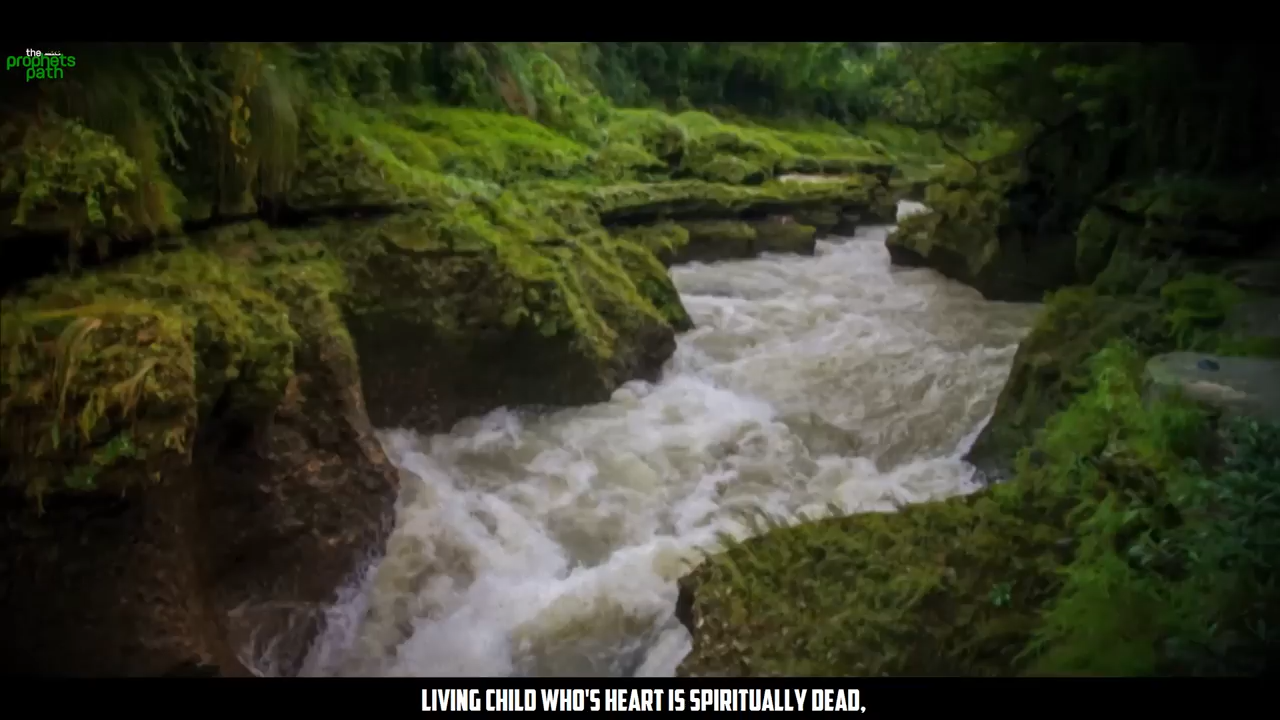 the
prophets
path
LIVING CHILD WHO'S HEART IS SPIRITUALLY DEAD,